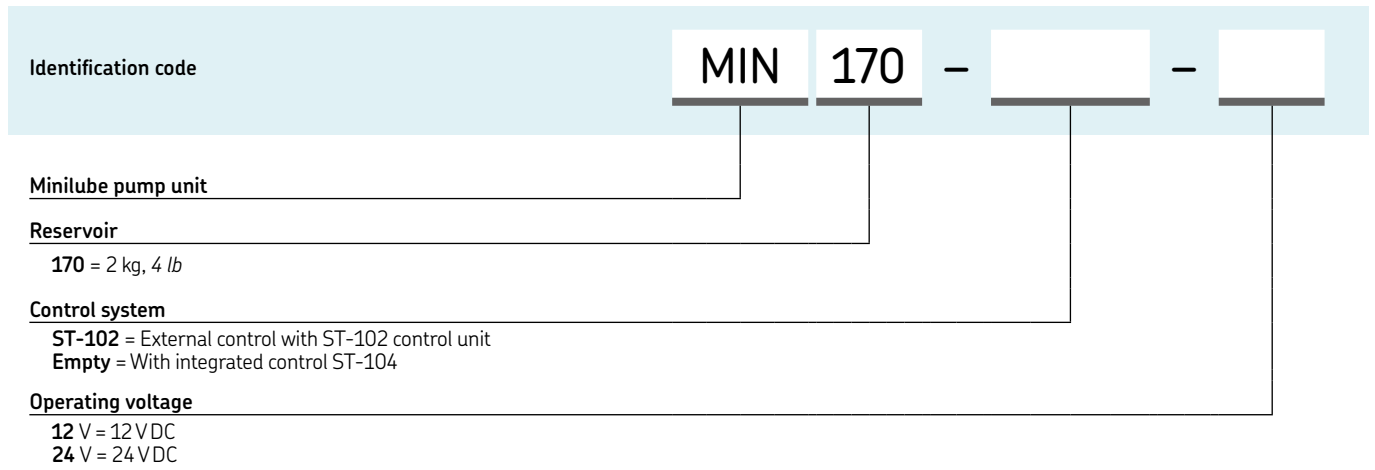 Identification code MIN 170 – –
Minilube pump unit
Reservoir
170 = 2 kg, 4 lb
Control system
ST-102 = External control with ST-102 control unit
Empty = With integrated control ST-104
Operating voltage
12 V = 12 V DC
24 V = 24 V DC